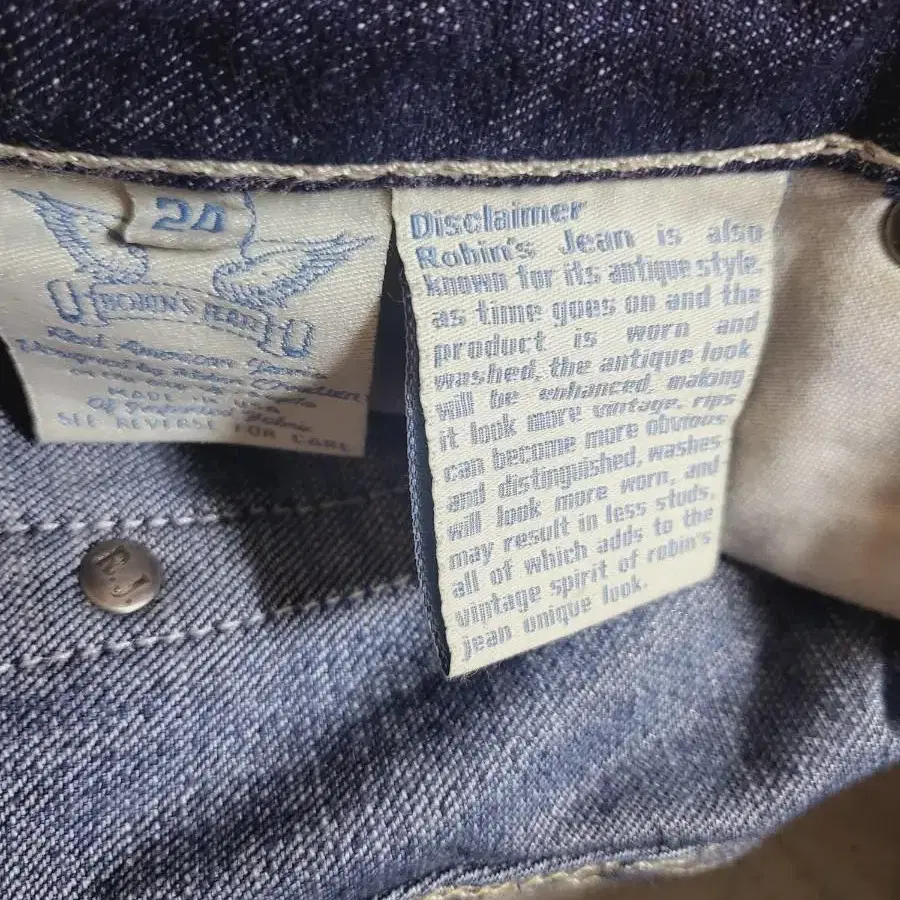 24
ROBIN'S JEAN
Real American Jeans
MADE IN USA
Of Imported Fabric
SEE REVERSE FOR CARE
Disclaimer
Robin's Jean is also
known for its antique style.
as time goes on and the
product is worn and
washed, the antique look
will be enhanced, making
it look more vintage. rips
can become more obvious
and distinguished, washes
will look more worn, and
may result in less studs.
all of which adds to the
vintage spirit of robin's
jean unique look.
R.J